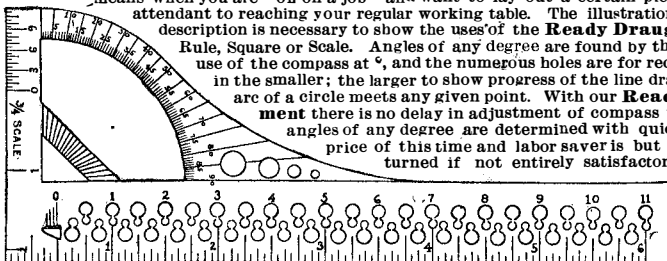 means when you are "off on a job" and want to lay out a certain pie
attendant to reaching your regular working table. The illustration
description is necessary to show the uses of the Ready Draug
Rule, Square or Scale. Angles of any degree are found by the
use of the compass at °, and the numerous holes are for rec
in the smaller; the larger to show progress of the line dra
arc of a circle meets any given point. With our Read
ment there is no delay in adjustment of compass
angles of any degree are determined with quic
price of this time and labor saver is but
turned if not entirely satisfactor
¾ SCALE
0 1 2 3 4 5 6 7 8 9 10 11
1 2 3 4 5 6